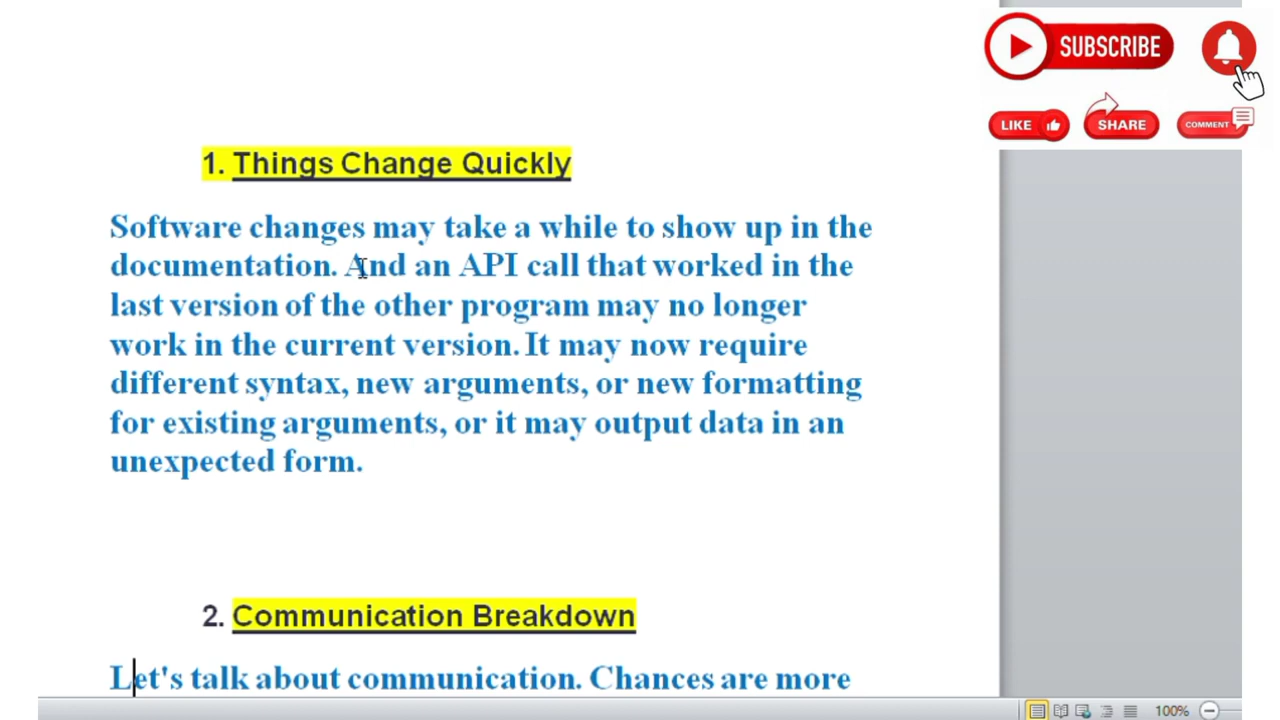 SUBSCRIBE
LIKE
SHARE
COMMENT
1. Things Change Quickly
Software changes may take a while to show up in the
documentation. And an API call that worked in the
last version of the other program may no longer
work in the current version. It may now require
different syntax, new arguments, or new formatting
for existing arguments, or it may output data in an
unexpected form.
2. Communication Breakdown
Let's talk about communication. Chances are more
100%